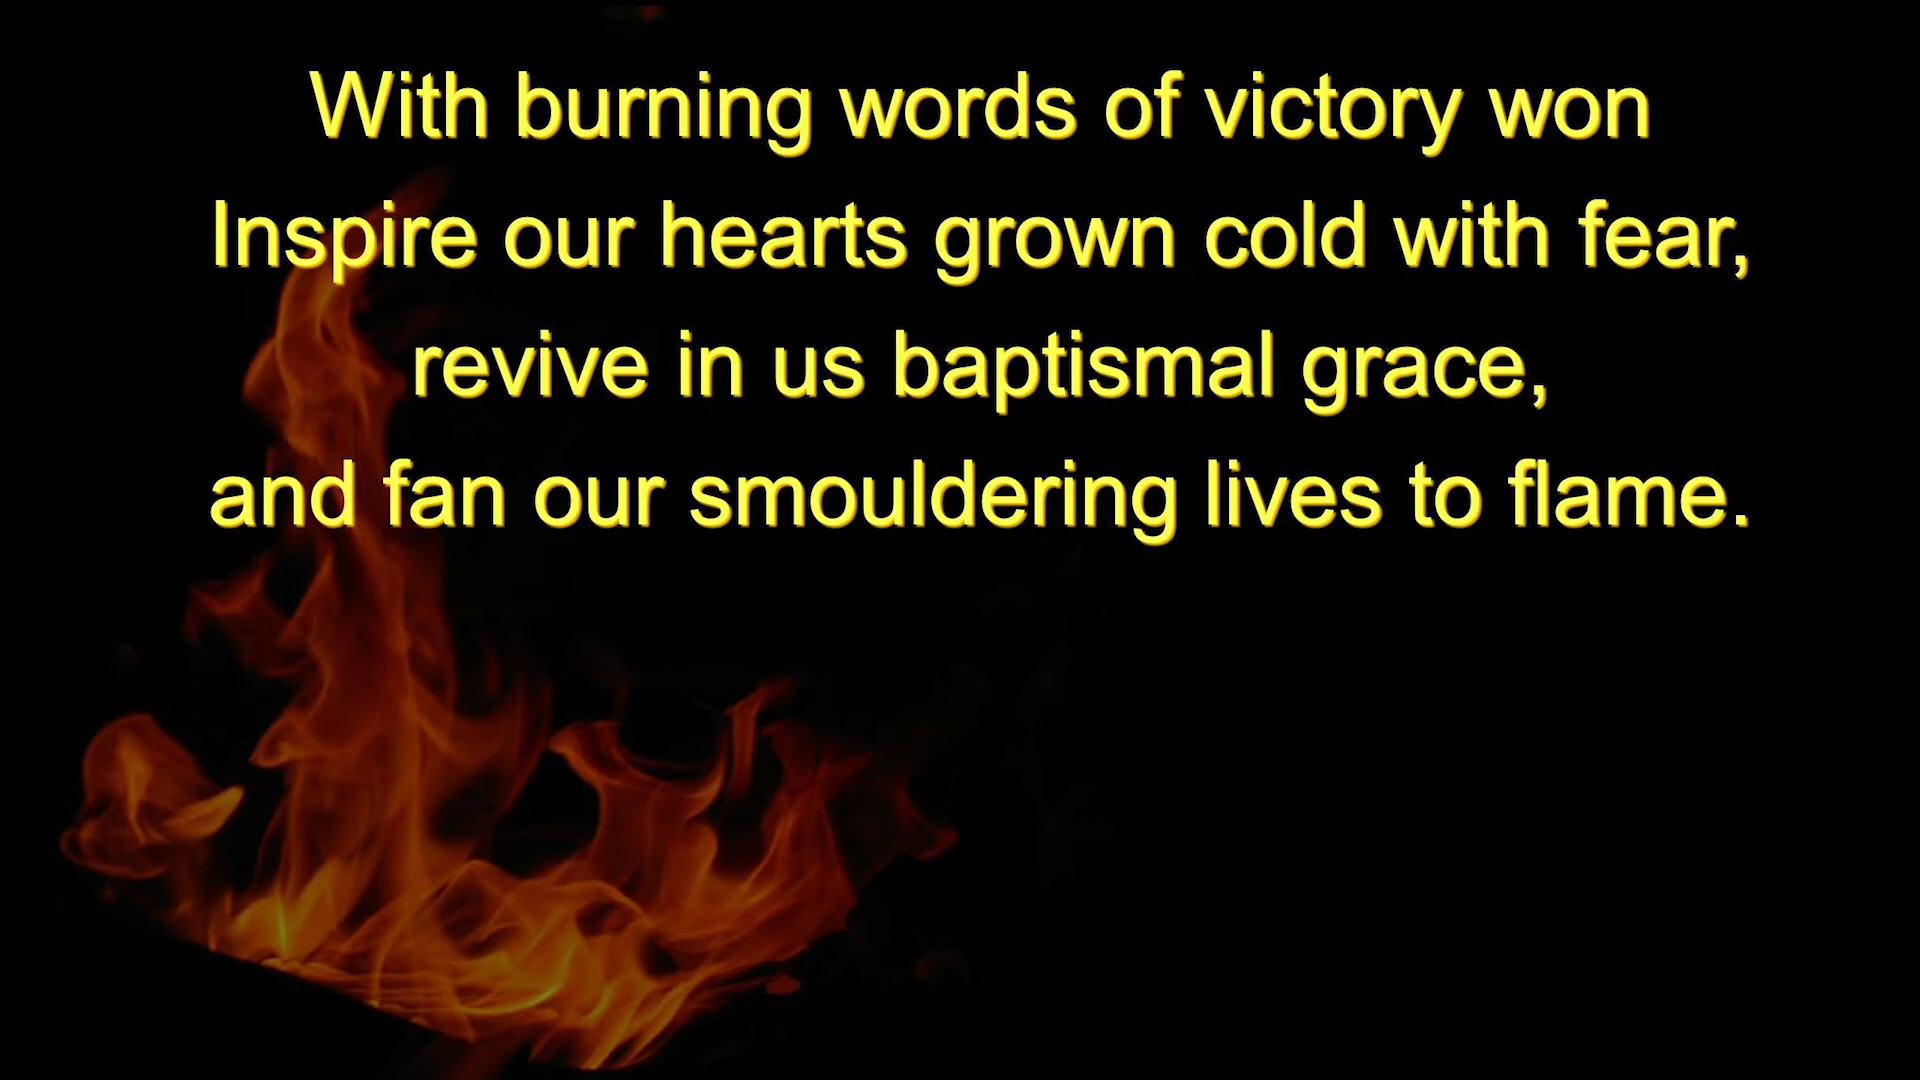 With burning words of victory won
Inspire our hearts grown cold with fear,
revive in us baptismal grace,
and fan our smouldering lives to flame.